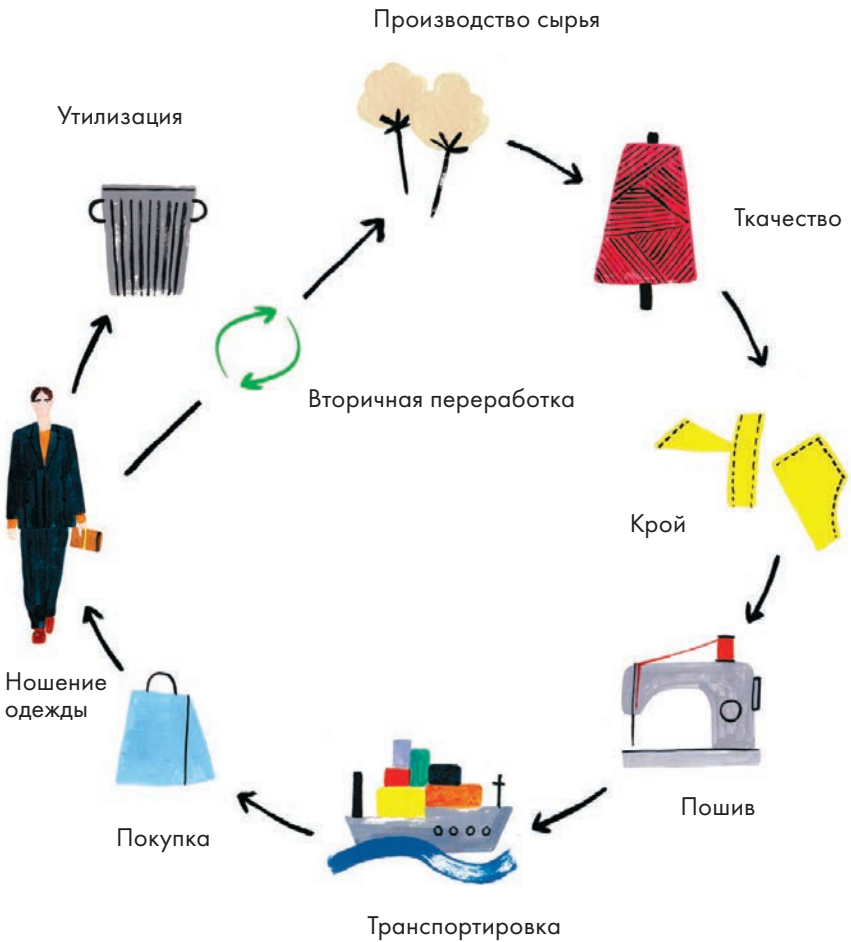 Производство сырья
Утилизация
Ткачество
Вторичная переработка
Крой
Ношение
одежды
Пошив
Покупка
Транспортировка